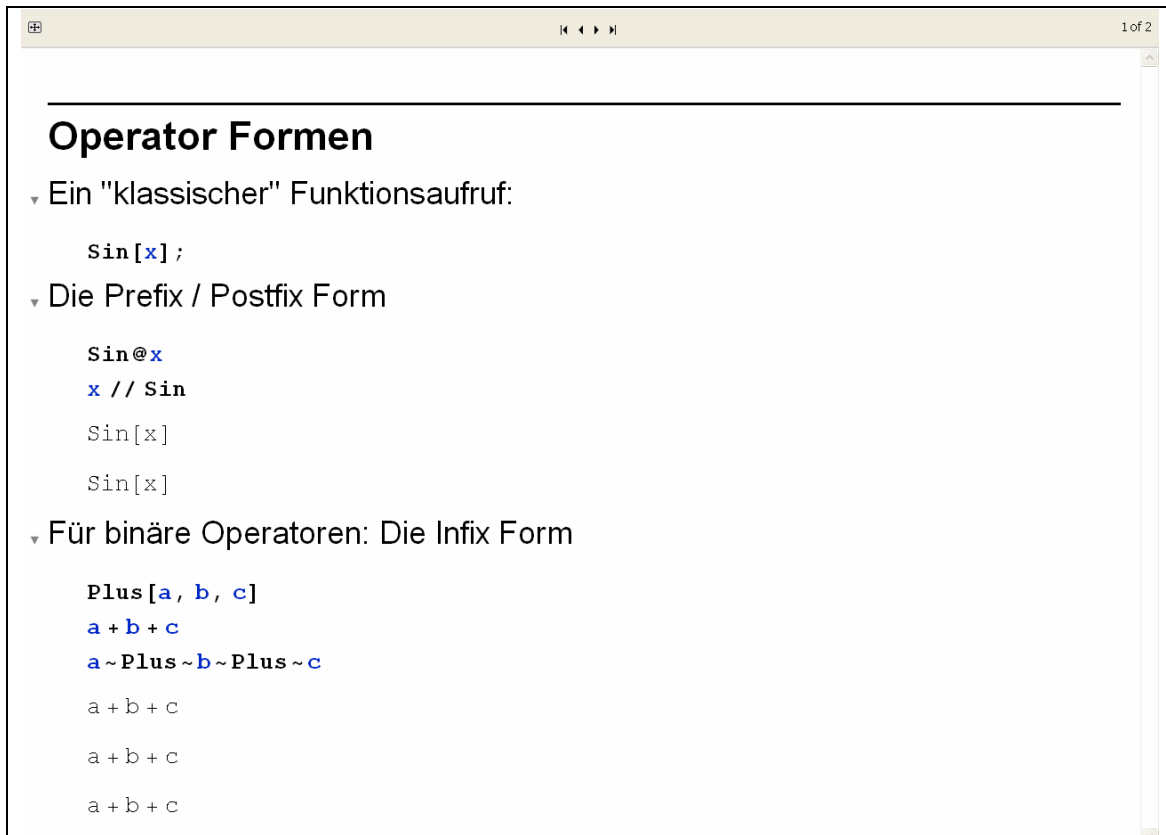 1 of 2
Operator Formen
Ein "klassischer" Funktionsaufruf:
Sin[x];
Die Prefix / Postfix Form
Sin@x
x // Sin
Sin[x]
Sin[x]
Für binäre Operatoren: Die Infix Form
Plus[a, b, c]
a + b + c
a ~ Plus ~ b ~ Plus ~ c
a + b + c
a + b + c
a + b + c